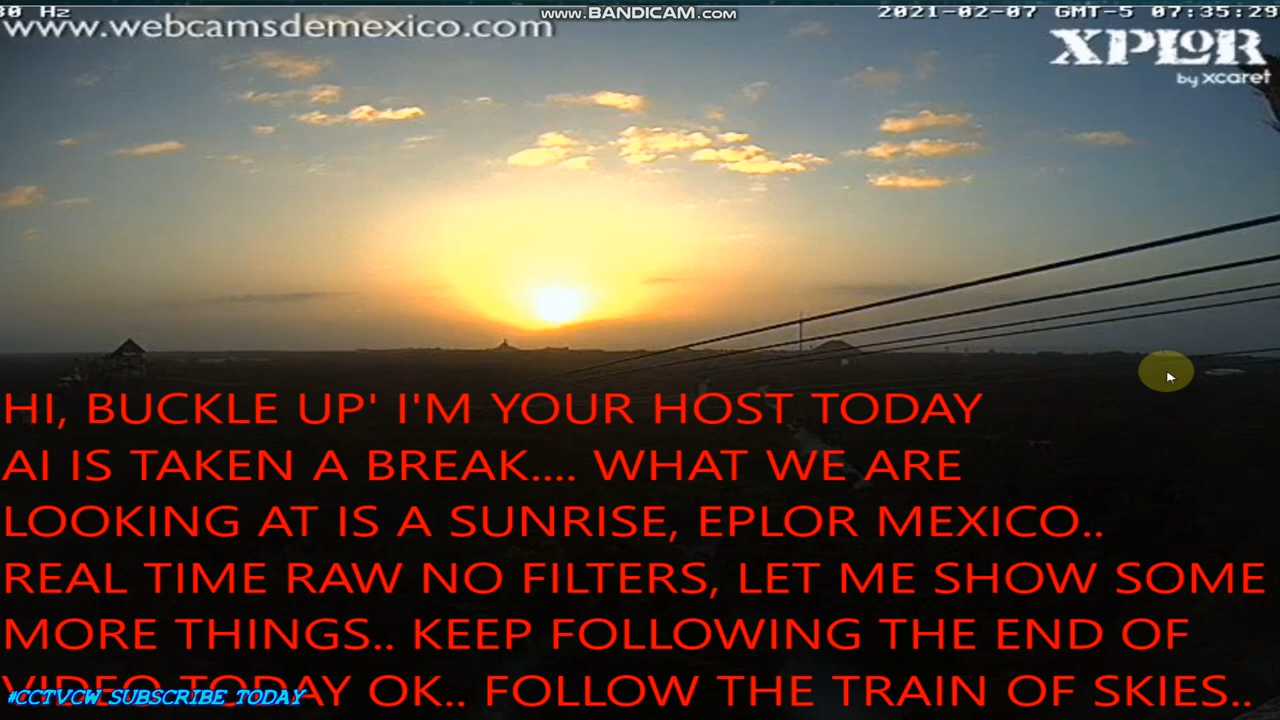 30 Hz
www.BANDICAM.com
2021-02-07 GMT-5 07:35:29
www.webcamsdemexico.com
XPLOR
by xcaret
HI, BUCKLE UP' I'M YOUR HOST TODAY
AI IS TAKEN A BREAK.... WHAT WE ARE
LOOKING AT IS A SUNRISE, EPLOR MEXICO..
REAL TIME RAW NO FILTERS, LET ME SHOW SOME
MORE THINGS.. KEEP FOLLOWING THE END OF
VIDEO TODAY OK.. FOLLOW THE TRAIN OF SKIES..
#CCTVCW SUBSCRIBE TODAY